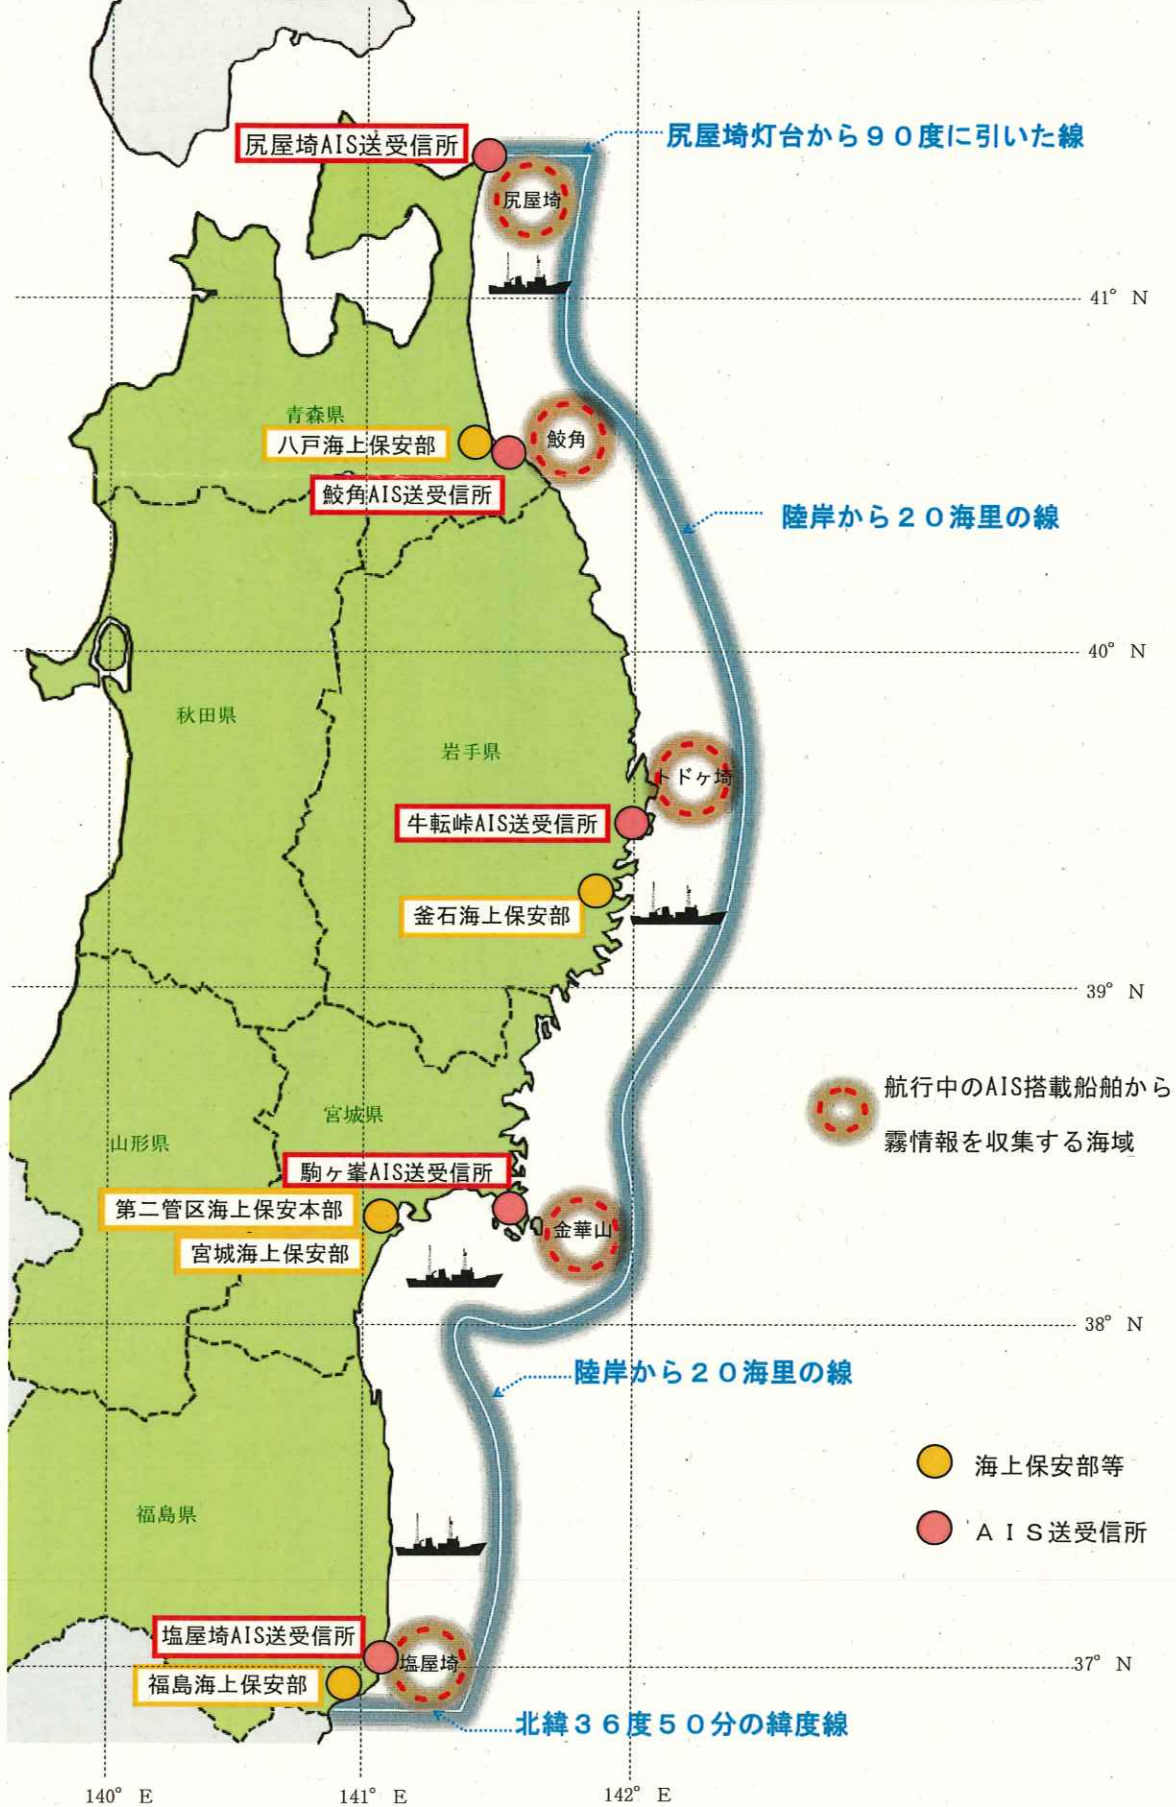 尻屋埼AIS送受信所
尻屋埼灯台から９０度に引いた線
尻屋埼
41° N
青森県
八戸海上保安部
鮫角
鮫角AIS送受信所
陸岸から２０海里の線
40° N
秋田県
岩手県
トドヶ埼
牛転峠AIS送受信所
釜石海上保安部
39° N
航行中のAIS搭載船舶から
霧情報を収集する海域
宮城県
山形県
駒ヶ峯AIS送受信所
第二管区海上保安本部
宮城海上保安部
金華山
38° N
陸岸から２０海里の線
海上保安部等
福島県
ＡＩＳ送受信所
塩屋埼AIS送受信所
塩屋埼
37° N
福島海上保安部
北緯３６度５０分の緯度線
140° E
141° E
142° E